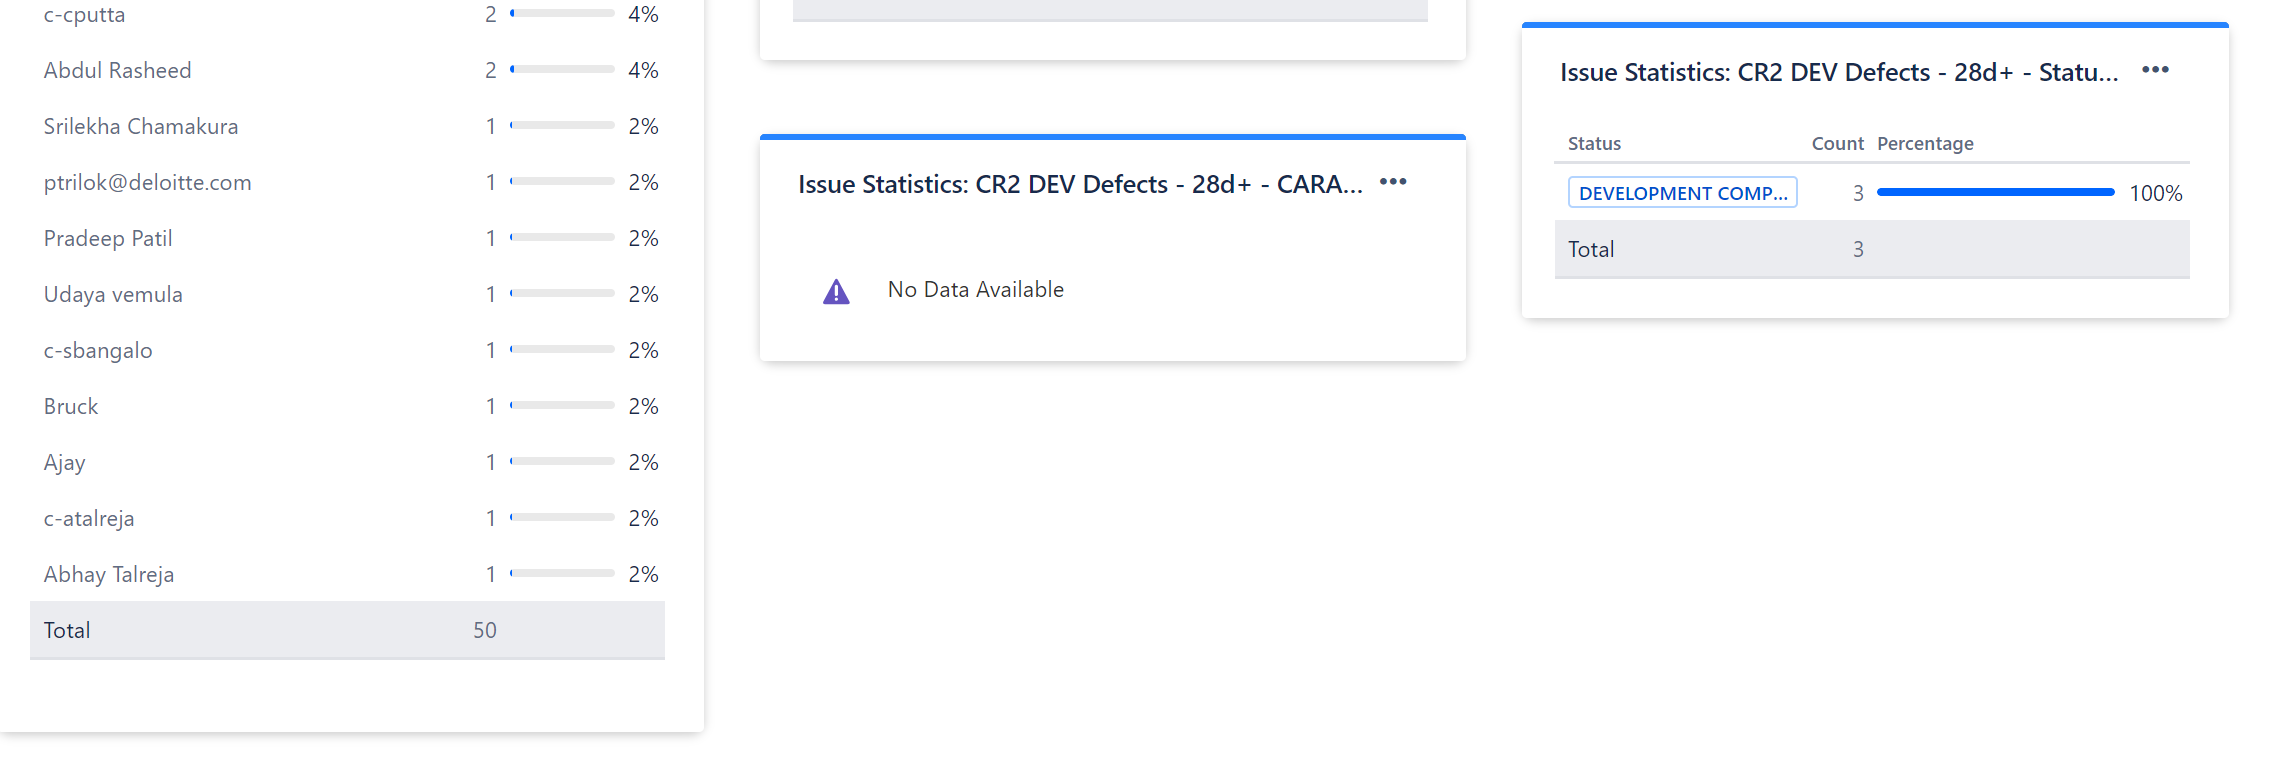 c-cputta 2 4%
Abdul Rasheed 2 4%
Srilekha Chamakura 1 2%
ptrilok@deloitte.com 1 2%
Pradeep Patil 1 2%
Udaya vemula 1 2%
c-sbangalo 1 2%
Bruck 1 2%
Ajay 1 2%
c-atalreja 1 2%
Abhay Talreja 1 2%
Total 50
Issue Statistics: CR2 DEV Defects - 28d+ - CARA...
No Data Available
Issue Statistics: CR2 DEV Defects - 28d+ - Statu...
Status Count Percentage
DEVELOPMENT COMP... 3 100%
Total 3